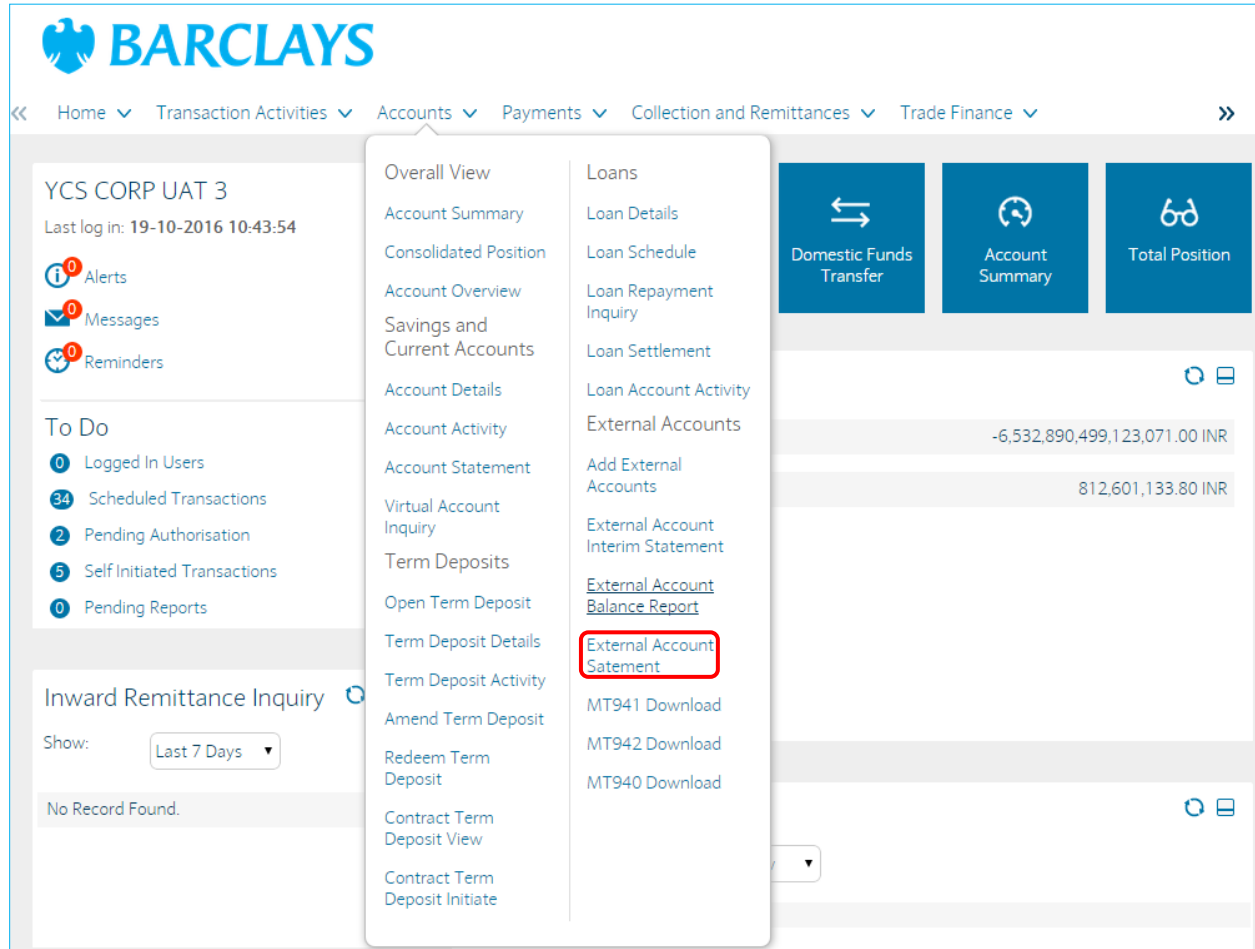 BARCLAYS
Home
Transaction Activities
Accounts
Payments
Collection and Remittances
Trade Finance
YCS CORP UAT 3
Last log in: 19-10-2016 10:43:54
0
Alerts
0
Messages
0
Reminders
To Do
0 Logged In Users
34 Scheduled Transactions
2 Pending Authorisation
5 Self Initiated Transactions
0 Pending Reports
Inward Remittance Inquiry
Show:
Last 7 Days
No Record Found.
Overall View
Account Summary
Consolidated Position
Account Overview
Savings and
Current Accounts
Account Details
Account Activity
Account Statement
Virtual Account
Inquiry
Term Deposits
Open Term Deposit
Term Deposit Details
Term Deposit Activity
Amend Term Deposit
Redeem Term
Deposit
Contract Term
Deposit View
Contract Term
Deposit Initiate
Loans
Loan Details
Loan Schedule
Loan Repayment
Inquiry
Loan Settlement
Loan Account Activity
External Accounts
Add External
Accounts
External Account
Interim Statement
External Account
Balance Report
External Account
Satement
MT941 Download
MT942 Download
MT940 Download
Domestic Funds
Transfer
Account
Summary
Total Position
-6,532,890,499,123,071.00 INR
812,601,133.80 INR